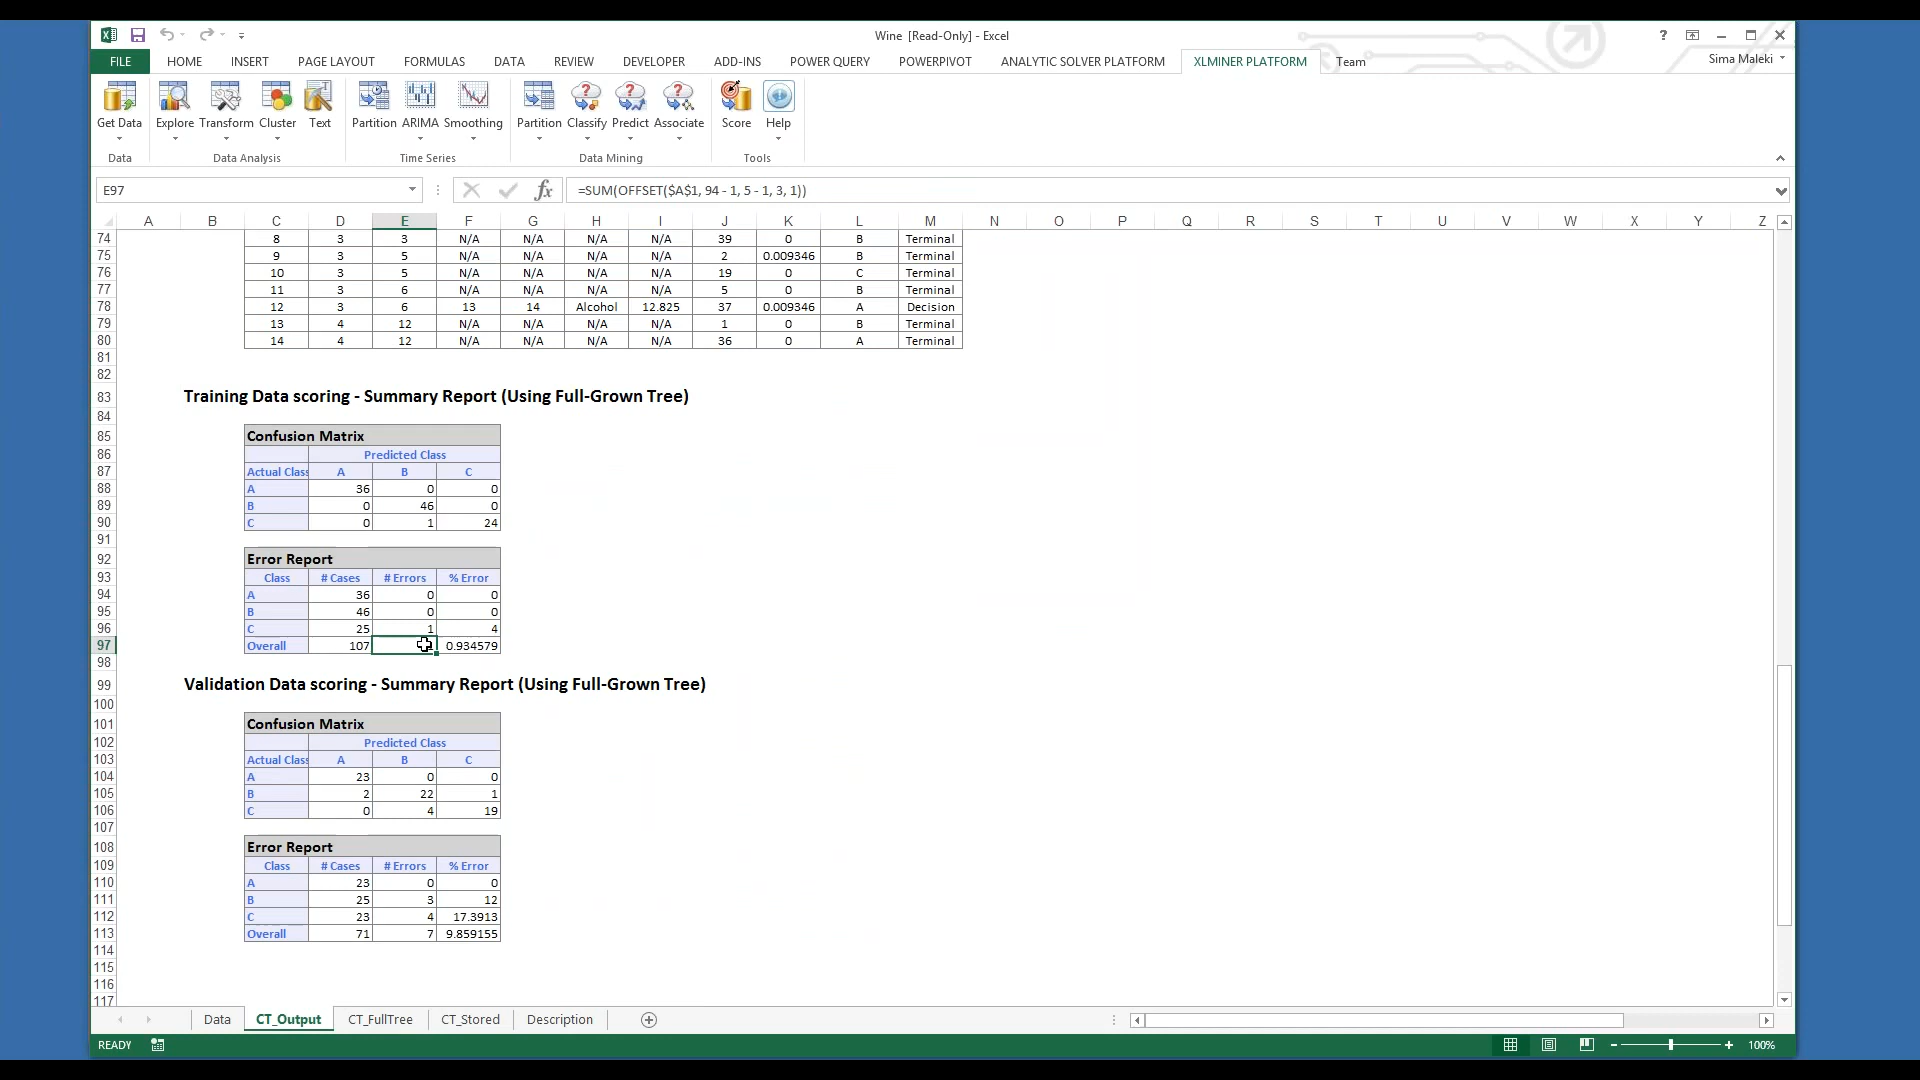 Wine [Read-Only] - Excel
?
FILE HOME INSERT PAGE LAYOUT FORMULAS DATA REVIEW VIEW DEVELOPER ADD-INS POWER QUERY POWERPIVOT ANALYTIC SOLVER PLATFORM XLMINER PLATFORM Team
Sima Maleki
Get Data Explore Transform Cluster Text Partition ARIMA Smoothing Partition Classify Predict Associate Score Help
Data Data Analysis Time Series Data Mining Tools
E97 fx =SUM(OFFSET($A$1, 94 - 1, 5 - 1, 3, 1))
A B C D E F G H I J K L M N O P Q R S T U V W X Y Z
74 8 3 3 N/A N/A N/A N/A 39 0 B Terminal
75 9 3 5 N/A N/A N/A N/A 2 0.009346 B Terminal
76 10 3 5 N/A N/A N/A N/A 19 0 C Terminal
77 11 3 6 N/A N/A N/A N/A 5 0 B Terminal
78 12 3 6 13 14 Alcohol 12.825 37 0.009346 A Decision
79 13 4 12 N/A N/A N/A N/A 1 0 B Terminal
80 14 4 12 N/A N/A N/A N/A 36 0 A Terminal
81
82
83 Training Data scoring - Summary Report (Using Full-Grown Tree)
84
85 Confusion Matrix
86 Predicted Class
87 Actual Class A B C
88 A 36 0 0
89 B 0 46 0
90 C 0 1 24
91
92 Error Report
93 Class # Cases # Errors % Error
94 A 36 0 0
95 B 46 0 0
96 C 25 1 4
97 Overall 107 0.934579
98
99 Validation Data scoring - Summary Report (Using Full-Grown Tree)
100
101 Confusion Matrix
102 Predicted Class
103 Actual Class A B C
104 A 23 0 0
105 B 2 22 1
106 C 0 4 19
107
108 Error Report
109 Class # Cases # Errors % Error
110 A 23 0 0
111 B 25 3 12
112 C 23 4 17.3913
113 Overall 71 7 9.859155
114
115
116
117
Data CT_Output CT_FullTree CT_Stored Description
READY 100%